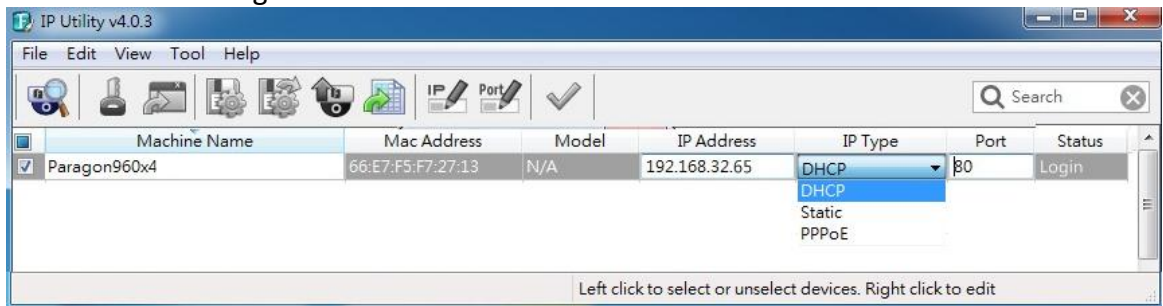 IP Utility v4.0.3
File Edit View Tool Help
IP Port Search
Machine Name Mac Address Model IP Address IP Type Port Status
Paragon960x4 66:E7:F5:F7:27:13 N/A 192.168.32.65 DHCP 80 Login
DHCP
Static
PPPoE
Left click to select or unselect devices. Right click to edit